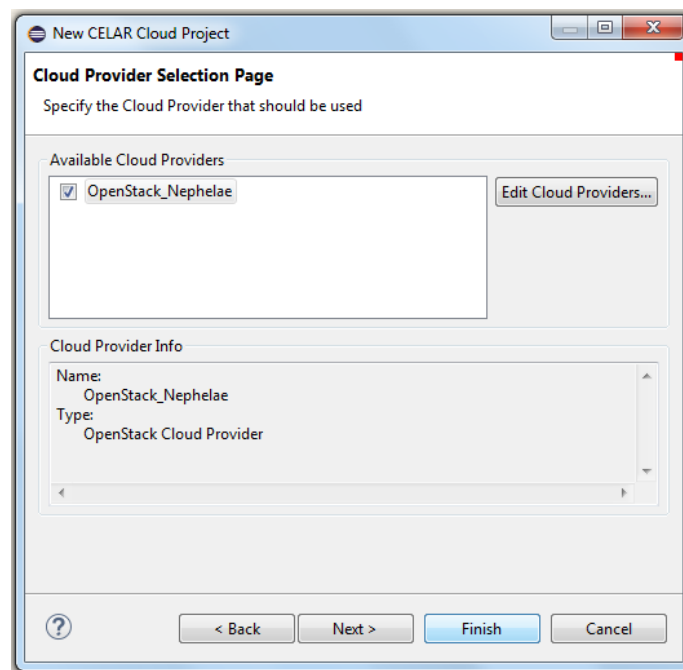 New CELAR Cloud Project
Cloud Provider Selection Page
Specify the Cloud Provider that should be used
Available Cloud Providers
OpenStack_Nephelae
Edit Cloud Providers...
Cloud Provider Info
Name:
OpenStack_Nephelae
Type:
OpenStack Cloud Provider
?
< Back
Next >
Finish
Cancel